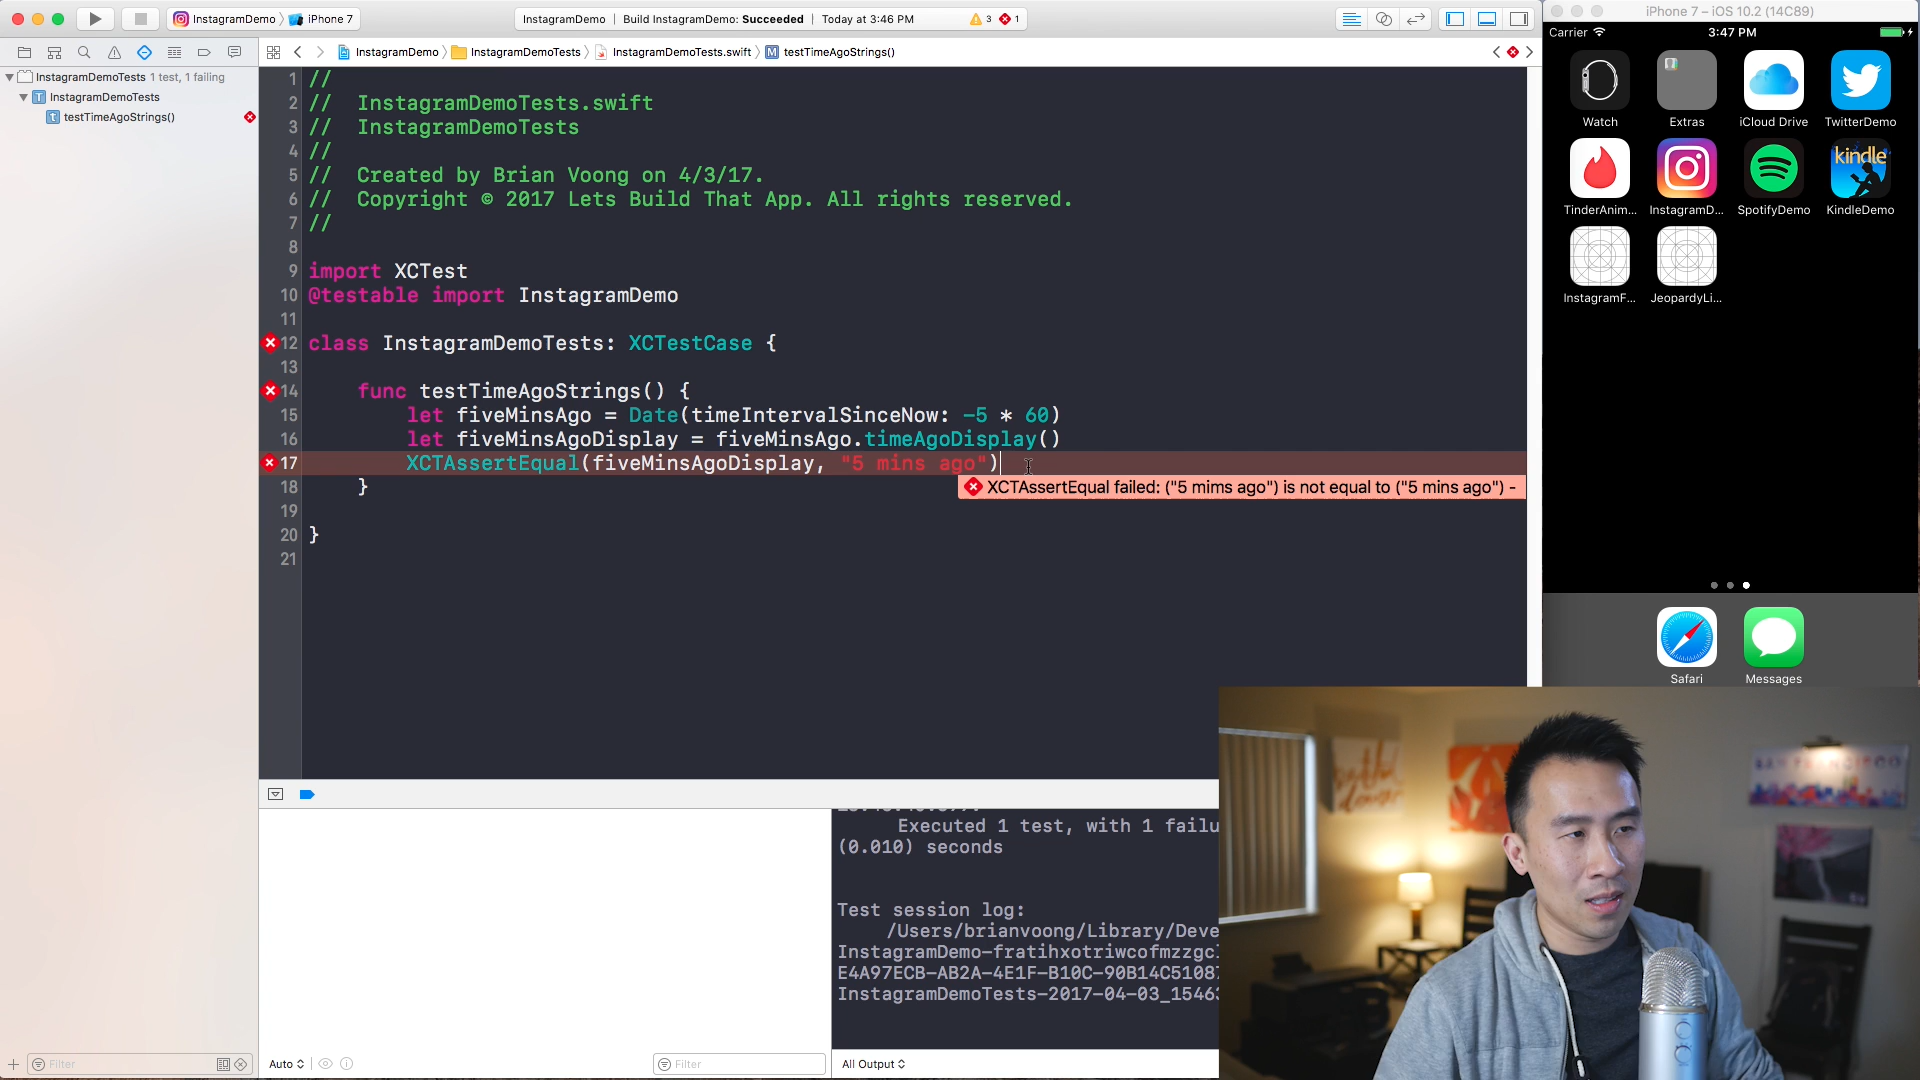 InstagramDemo iPhone 7
InstagramDemo | Build InstagramDemo: Succeeded | Today at 3:46 PM
3 1
iPhone 7 – iOS 10.2 (14C89)
InstagramDemo InstagramDemoTests InstagramDemoTests.swift M testTimeAgoStrings()
InstagramDemoTests 1 test, 1 failing
T InstagramDemoTests
t testTimeAgoStrings()
1 //
2 //  InstagramDemoTests.swift
3 //  InstagramDemoTests
4 //
5 //  Created by Brian Voong on 4/3/17.
6 //  Copyright © 2017 Lets Build That App. All rights reserved.
7 //
8
9 import XCTest
10 @testable import InstagramDemo
11
12 class InstagramDemoTests: XCTestCase {
13
14 func testTimeAgoStrings() {
15 let fiveMinsAgo = Date(timeIntervalSinceNow: -5 * 60)
16 let fiveMinsAgoDisplay = fiveMinsAgo.timeAgoDisplay()
17 XCTAssertEqual(fiveMinsAgoDisplay, "5 mins ago")
XCTAssertEqual failed: ("5 mims ago") is not equal to ("5 mins ago") -
18 }
19
20 }
21
Carrier 3:47 PM
Watch Extras iCloud Drive TwitterDemo
kindle
TinderAnim... InstagramD... SpotifyDemo KindleDemo
InstagramF... JeopardyLi...
Safari Messages
Executed 1 test, with 1 failu
(0.010) seconds
Test session log:
/Users/brianvoong/Library/Deve
InstagramDemo-fratihxotriwcofmzzgcl
E4A97ECB-AB2A-4E1F-B10C-90B14C51087
InstagramDemoTests-2017-04-03_15463
Filter
Auto
Filter
All Output
SAN FRANCISCO